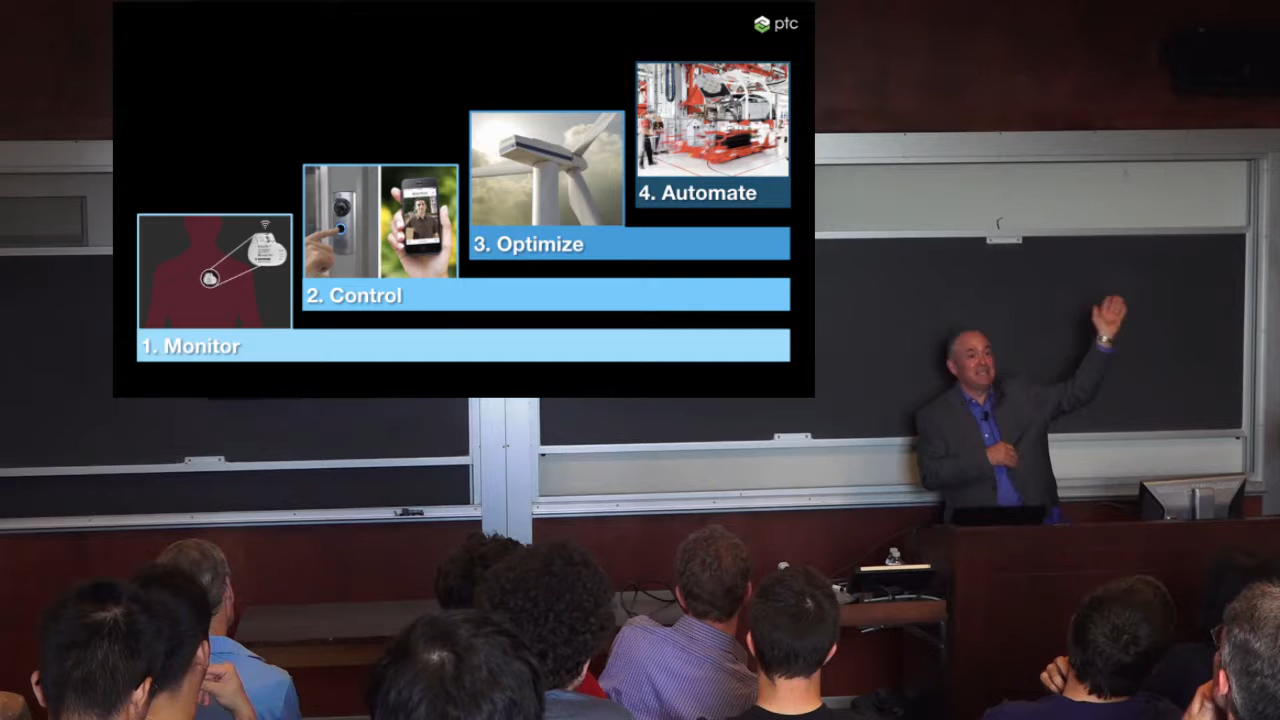 ptc
4. Automate
3. Optimize
2. Control
1. Monitor